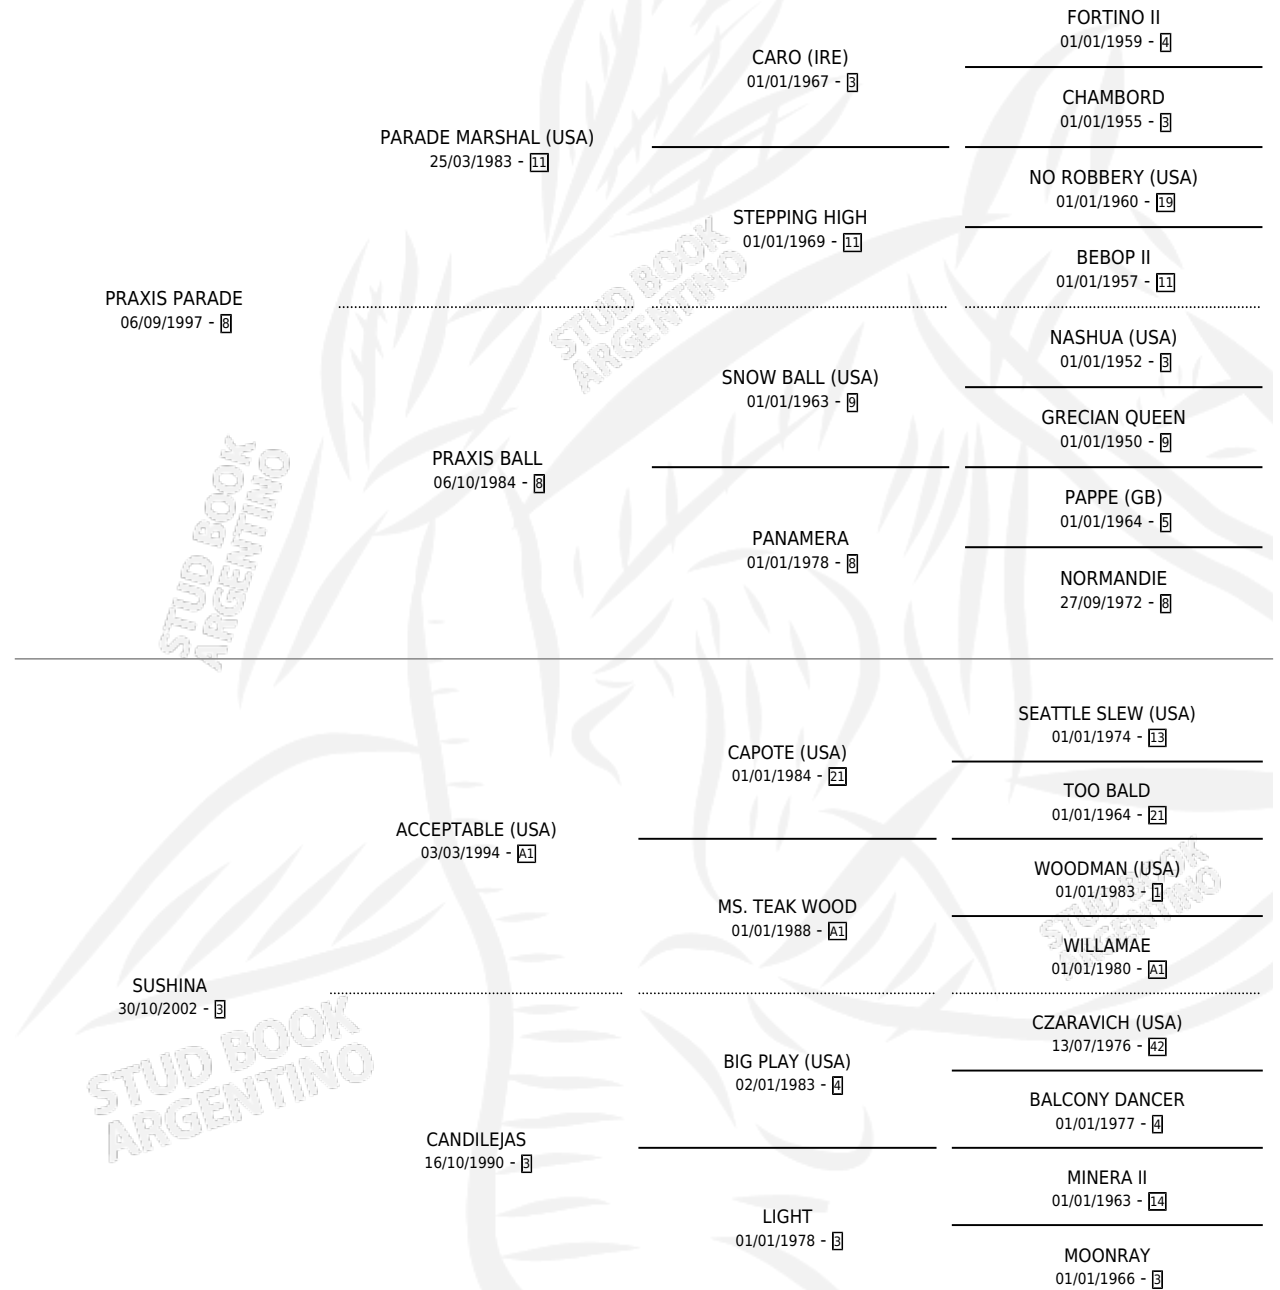 FORTINO II
01/01/1959 - 4
CARO (IRE)
01/01/1967 - 3
CHAMBORD
01/01/1955 - 3
PARADE MARSHAL (USA)
25/03/1983 - 11
NO ROBBERY (USA)
01/01/1960 - 19
STEPPING HIGH
01/01/1969 - 11
BEBOP II
01/01/1957 - 11
PRAXIS PARADE
06/09/1997 - 8
STUD BOOK
ARGENTINO
NASHUA (USA)
01/01/1952 - 3
SNOW BALL (USA)
01/01/1963 - 9
GRECIAN QUEEN
01/01/1950 - 9
PRAXIS BALL
06/10/1984 - 8
PAPPE (GB)
01/01/1964 - 5
PANAMERA
01/01/1978 - 8
NORMANDIE
27/09/1972 - 8
STUD BOOK
ARGENTINO
SEATTLE SLEW (USA)
01/01/1974 - 13
CAPOTE (USA)
01/01/1984 - 21
TOO BALD
01/01/1964 - 21
ACCEPTABLE (USA)
03/03/1994 - A1
WOODMAN (USA)
01/01/1983 - 1
MS. TEAK WOOD
01/01/1988 - A1
STUD BOOK
ARGENTINO
WILLAMAE
01/01/1980 - A1
SUSHINA
30/10/2002 - 3
STUD BOOK
ARGENTINO
CZARAVICH (USA)
13/07/1976 - 42
BIG PLAY (USA)
02/01/1983 - 4
BALCONY DANCER
01/01/1977 - 4
CANDILEJAS
16/10/1990 - 3
MINERA II
01/01/1963 - 14
LIGHT
01/01/1978 - 3
MOONRAY
01/01/1966 - 3